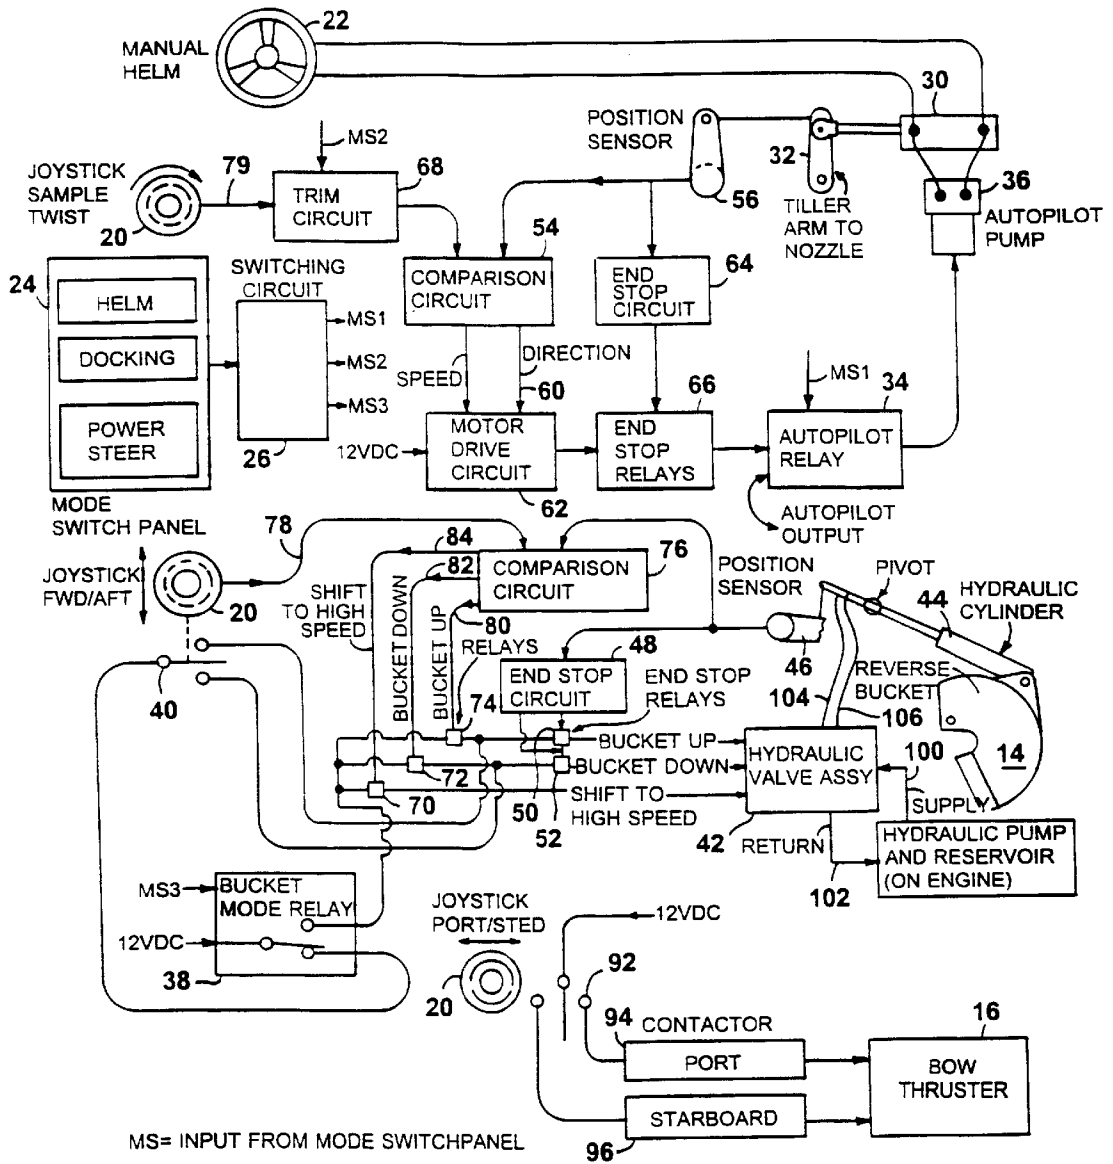 22
MANUAL
HELM
30
POSITION
SENSOR
MS2
32
JOYSTICK
SAMPLE
TWIST
79
68
TRIM
CIRCUIT
20
56
TILLER
ARM TO
NOZZLE
36
AUTOPILOT
PUMP
24
HELM
DOCKING
POWER
STEER
SWITCHING
CIRCUIT
MS1
MS2
MS3
26
54
COMPARISON
CIRCUIT
64
END
STOP
CIRCUIT
SPEED
DIRECTION
60
66
MS1
34
12VDC
MOTOR
DRIVE
CIRCUIT
62
END
STOP
RELAYS
AUTOPILOT
RELAY
AUTOPILOT
OUTPUT
MODE
SWITCH PANEL
78
84
82
76
COMPARISON
CIRCUIT
80
JOYSTICK
FWD/AFT
20
SHIFT
TO HIGH
SPEED
BUCKET DOWN
BUCKET UP
POSITION
SENSOR
PIVOT
44
HYDRAULIC
CYLINDER
46
RELAYS
48
END STOP
CIRCUIT
END STOP
RELAYS
REVERSE
BUCKET
104
106
40
74
72
70
50
52
BUCKET UP
BUCKET DOWN
SHIFT TO
HIGH SPEED
HYDRAULIC
VALVE ASSY
42
100
14
SUPPLY
RETURN
102
HYDRAULIC PUMP
AND RESERVOIR
(ON ENGINE)
MS3
BUCKET
MODE RELAY
12VDC
38
JOYSTICK
PORT/STED
20
12VDC
92
94
CONTACTOR
PORT
STARBOARD
96
16
BOW
THRUSTER
MS= INPUT FROM MODE SWITCHPANEL